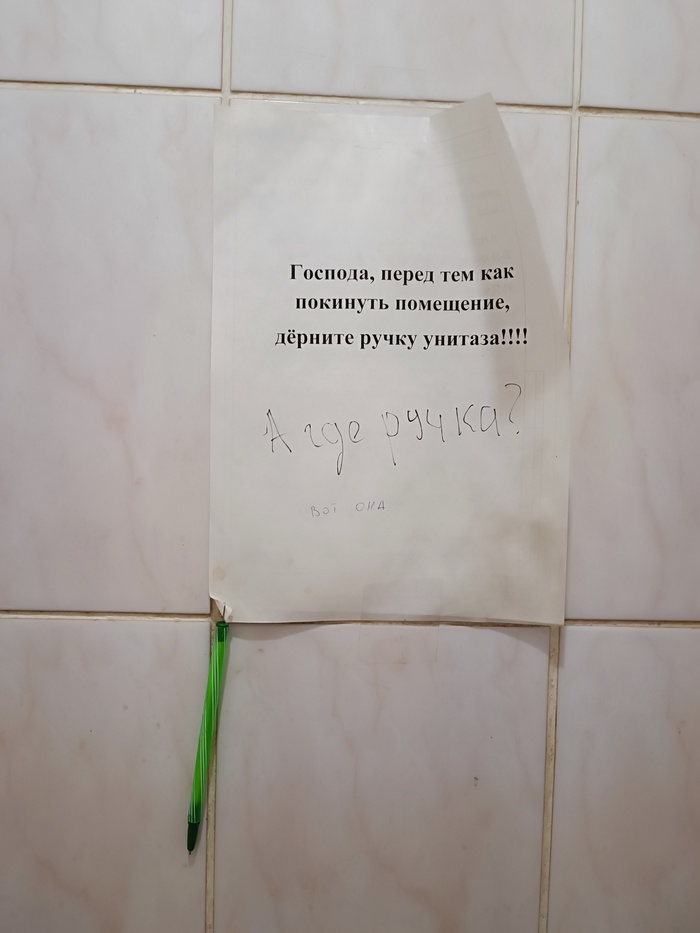 Господа, перед тем как
покинуть помещение,
дёрните ручку унитаза!!!!
А где ручка?
вот она